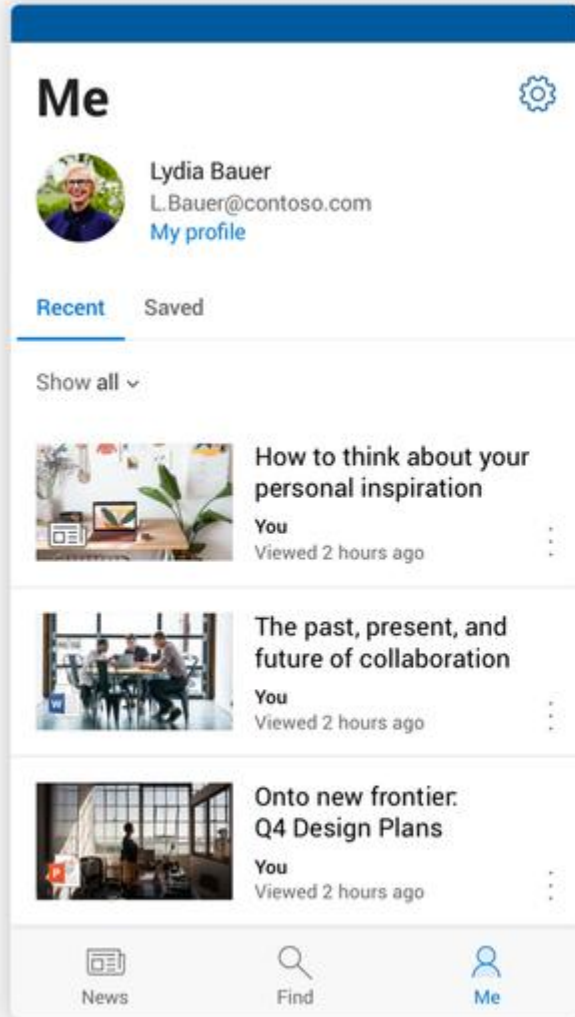 Me
Lydia Bauer
L.Bauer@contoso.com
My profile
Recent Saved
Show all
How to think about your
personal inspiration
You
Viewed 2 hours ago
The past, present, and
future of collaboration
You
Viewed 2 hours ago
W
Onto new frontier:
Q4 Design Plans
You
Viewed 2 hours ago
P
News Find Me